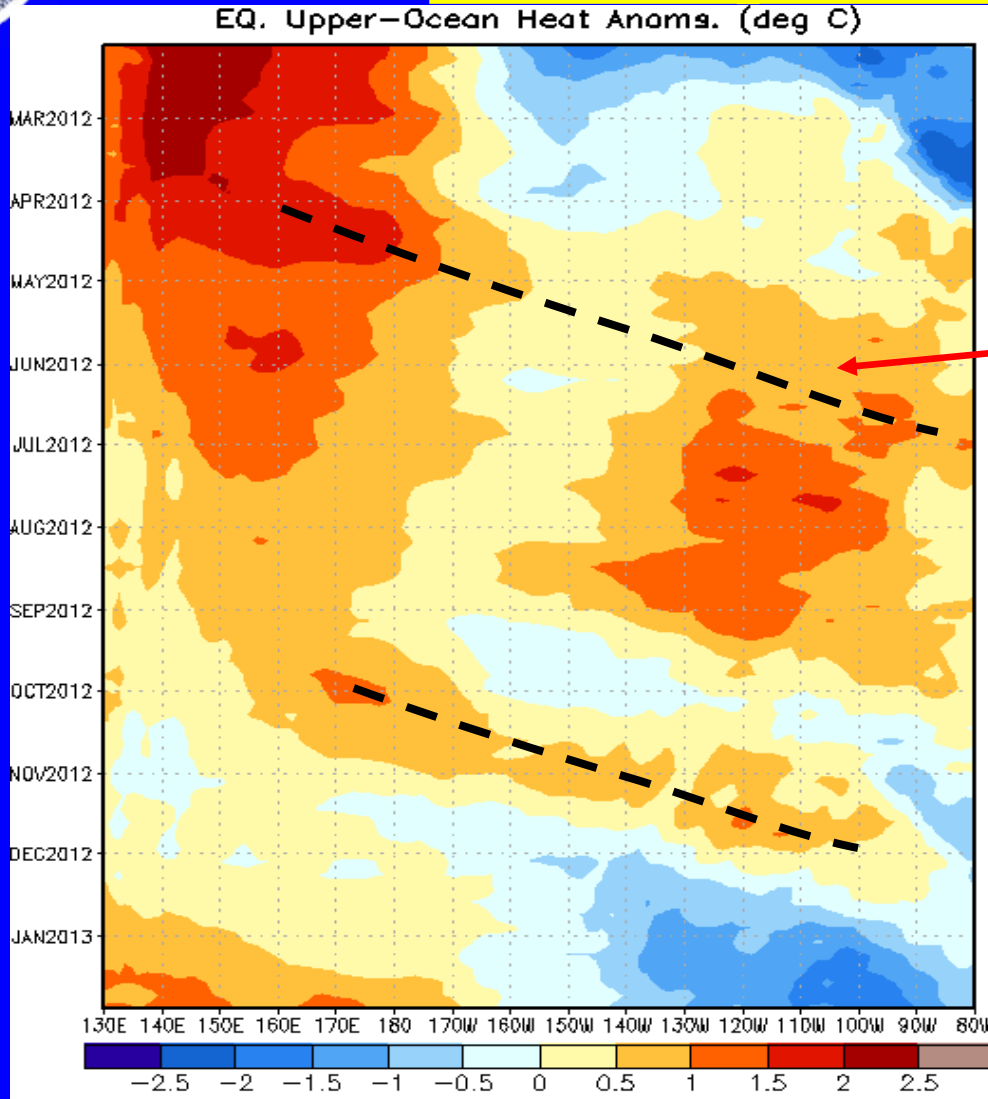 EQ. Upper-Ocean Heat Anoms. (deg C)
MAR2012
APR2012
MAY2012
JUN2012
JUL2012
AUG2012
SEP2012
OCT2012
NOV2012
DEC2012
JAN2013
130E 140E 150E 160E 170E 180 170W 160W 150W 140W 130W 120W 110W 100W 90W 80W
-2.5 -2 -1.5 -1 -0.5 0 0.5 1 1.5 2 2.5